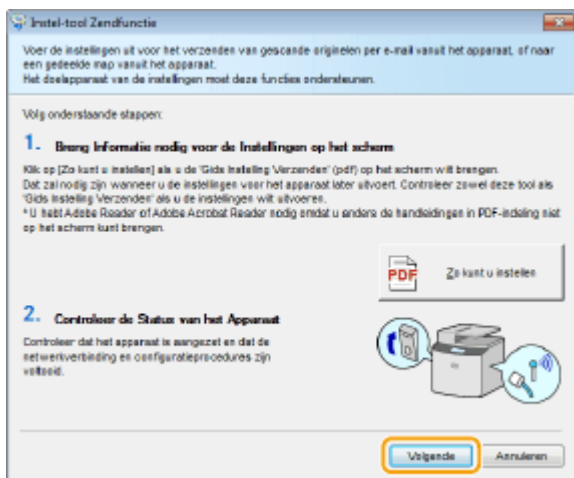 Instel-tool Zendfunctie
Voer de instellingen uit voor het verzenden van gescande originelen per e-mail vanuit het apparaat, of naar
een gedeelde map vanuit het apparaat.
Het doelapparaat van de instellingen moet deze functies ondersteunen.
Volg onderstaande stappen:
1. Breng Informatie nodig voor de Instellingen op het scherm
Klik op [Zo kunt u instellen] als u de 'Gids Instelling Verzenden' (pdf) op het scherm wilt brengen.
Dat zal nodig zijn wanneer u de instellingen voor het apparaat later uitvoert. Controleer zowel deze tool als
'Gids Instelling Verzenden' als u de instellingen wilt uitvoeren.
* U hebt Adobe Reader of Adobe Acrobat Reader nodig omdat u anders de handleidingen in PDF-indeling niet
op het scherm kunt brengen.
PDF
Zo kunt u instellen
2. Controleer de Status van het Apparaat
Controleer dat het apparaat is aangezet en dat de
netwerkverbinding en configuratieprocedures zijn
voltooid.
Volgende
Annuleren